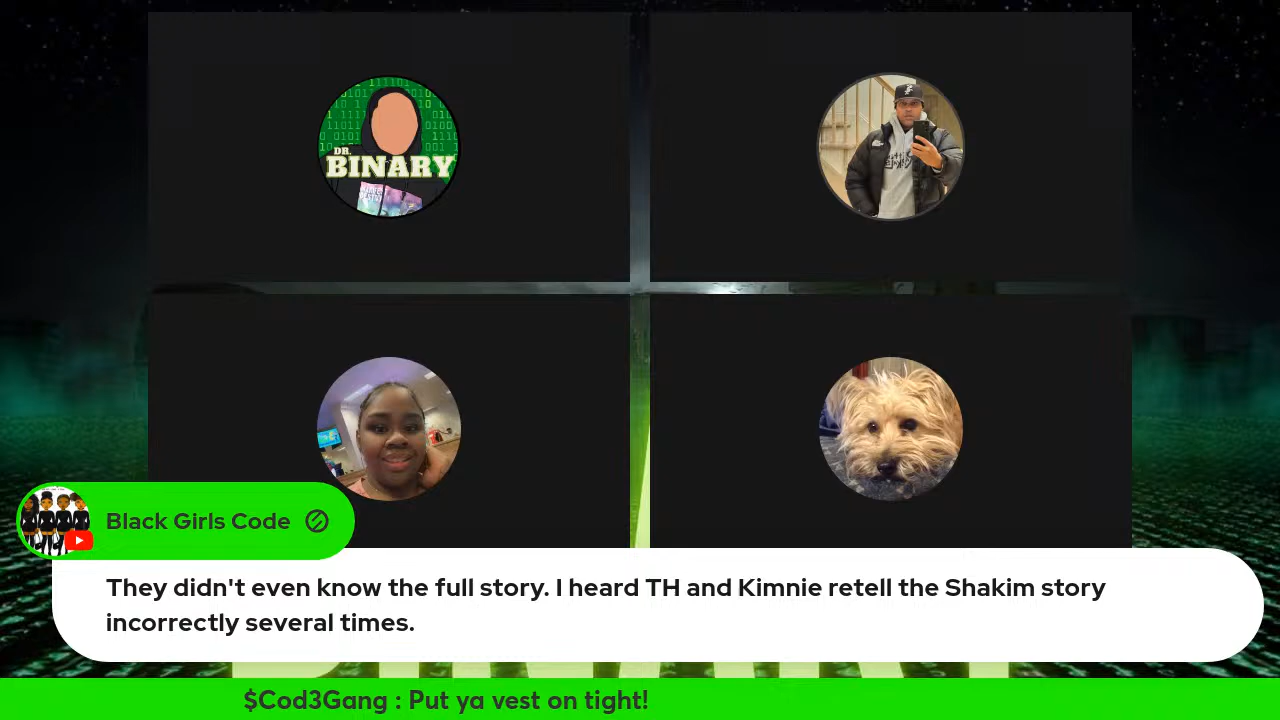 DR.
BINARY
Black Girls Code
They didn't even know the full story. I heard TH and Kimnie retell the Shakim story
incorrectly several times.
$Cod3Gang : Put ya vest on tight!